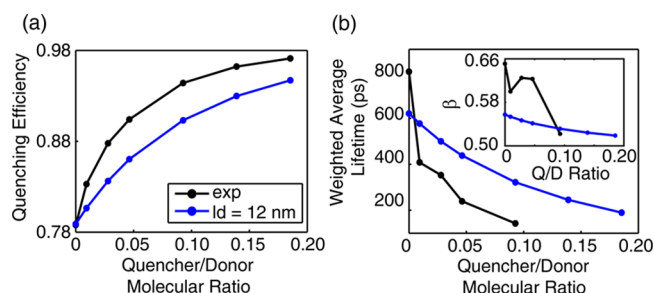 (a)
0.98
0.88
0.78
Quenching Efficiency
exp
ld = 12 nm
0 0.05 0.10 0.15 0.20
Quencher/Donor
Molecular Ratio
(b)
800
600
400
200
Weighted Average
Lifetime (ps)
0.66
0.58
0.50
β
0 0.100 0.200
Q/D Ratio
0 0.05 0.10 0.15 0.20
Quencher/Donor
Molecular Ratio